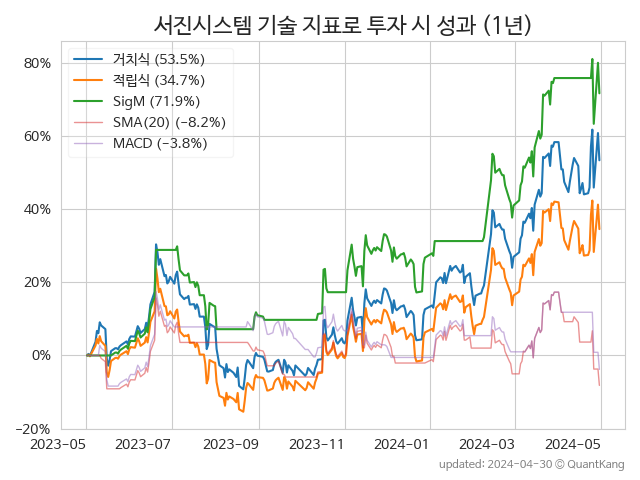 서진시스템 기술 지표로 투자 시 성과 (1년)
거치식 (53.5%)
적립식 (34.7%)
SigM (71.9%)
SMA(20) (−8.2%)
MACD (−3.8%)
80%
60%
40%
20%
0%
−20%
2023-05 2023-07 2023-09 2023-11 2024-01 2024-03 2024-05
updated: 2024-04-30 © QuantKang